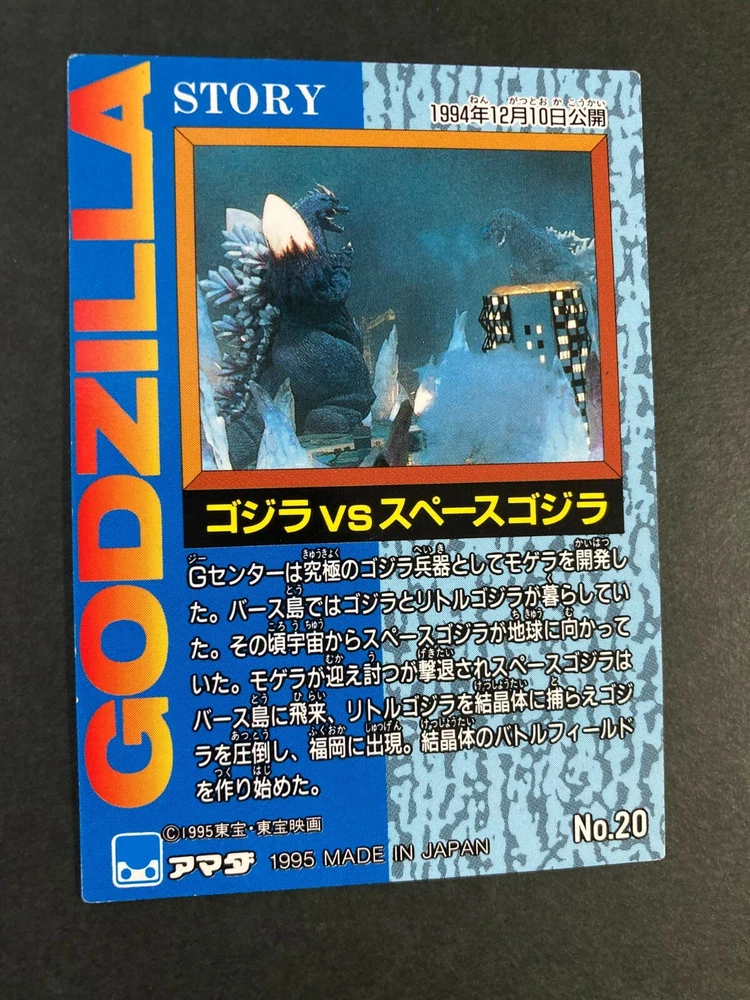 GODZILLA
STORY
1994年12月10日公開
ねん がつとおか こうかい
ゴジラvsスペースゴジラ
ジー きゅうきょく へいき かいはつ
Gセンターは究極のゴジラ兵器としてモゲラを開発し
とう く
た。バース島ではゴジラとリトルゴジラが暮らしてい
ころうちゅう ちきゅう む
た。その頃宇宙からスペースゴジラが地球に向かって
むか う げきたい
いた。モゲラが迎え討つが撃退されスペースゴジラは
とう ひらい けっしょうたい と
バース島に飛来、リトルゴジラを結晶体に捕らえゴジ
あっとう ふくおか しゅつげん けっしょうたい
ラを圧倒し、福岡に出現。結晶体のバトルフィールド
つく はじ
を作り始めた。
©1995東宝・東宝映画
No.20
アマダ 1995 MADE IN JAPAN